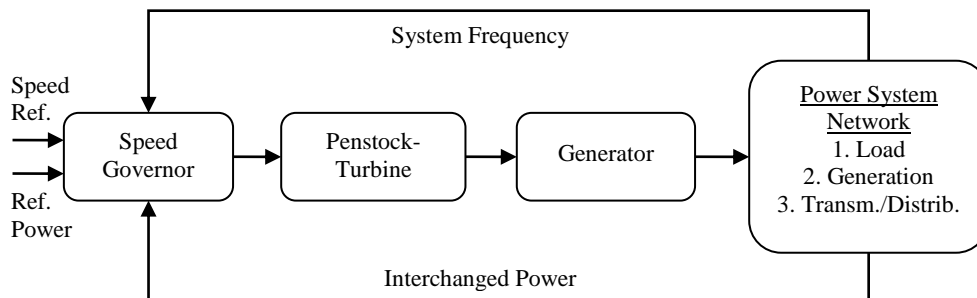 System Frequency
Speed
Ref.
Ref.
Power
Speed
Governor
Penstock-
Turbine
Generator
Power System
Network
1. Load
2. Generation
3. Transm./Distrib.
Interchanged Power